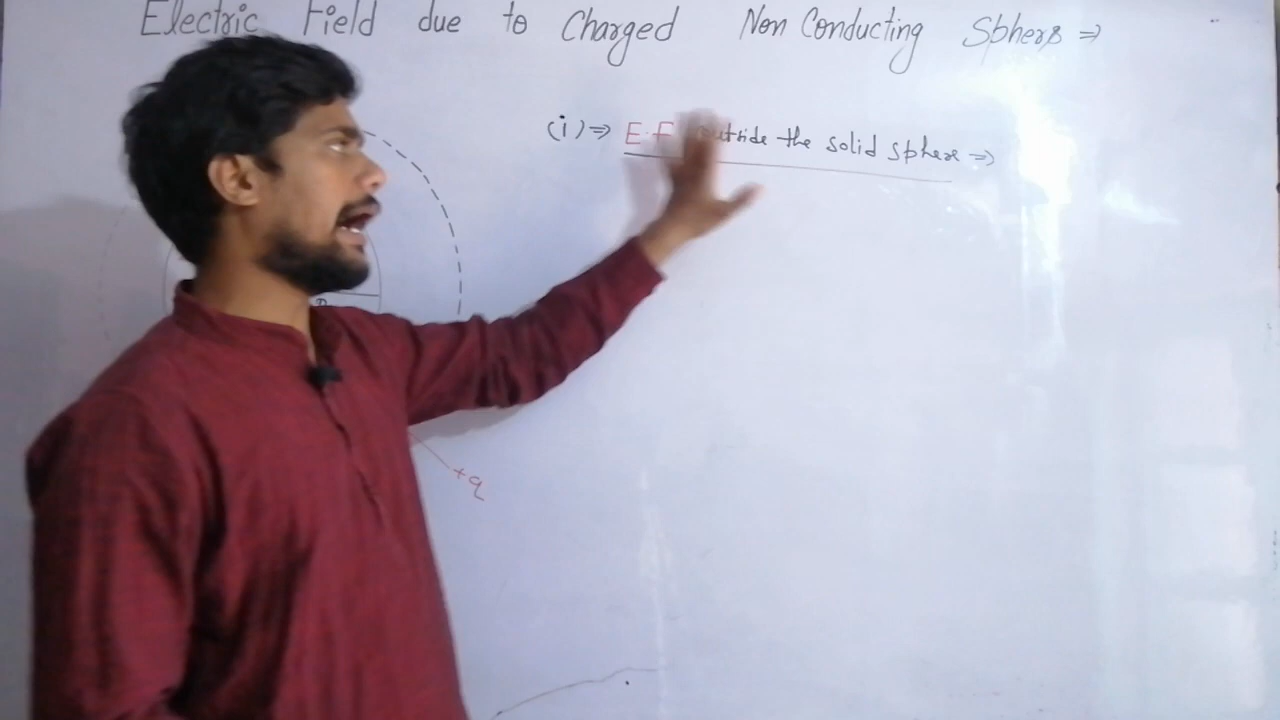 Electric Field due to Charged Non Conducting Sphere ⇒
(i) ⇒ E.F outside the solid sphere ⇒
+q